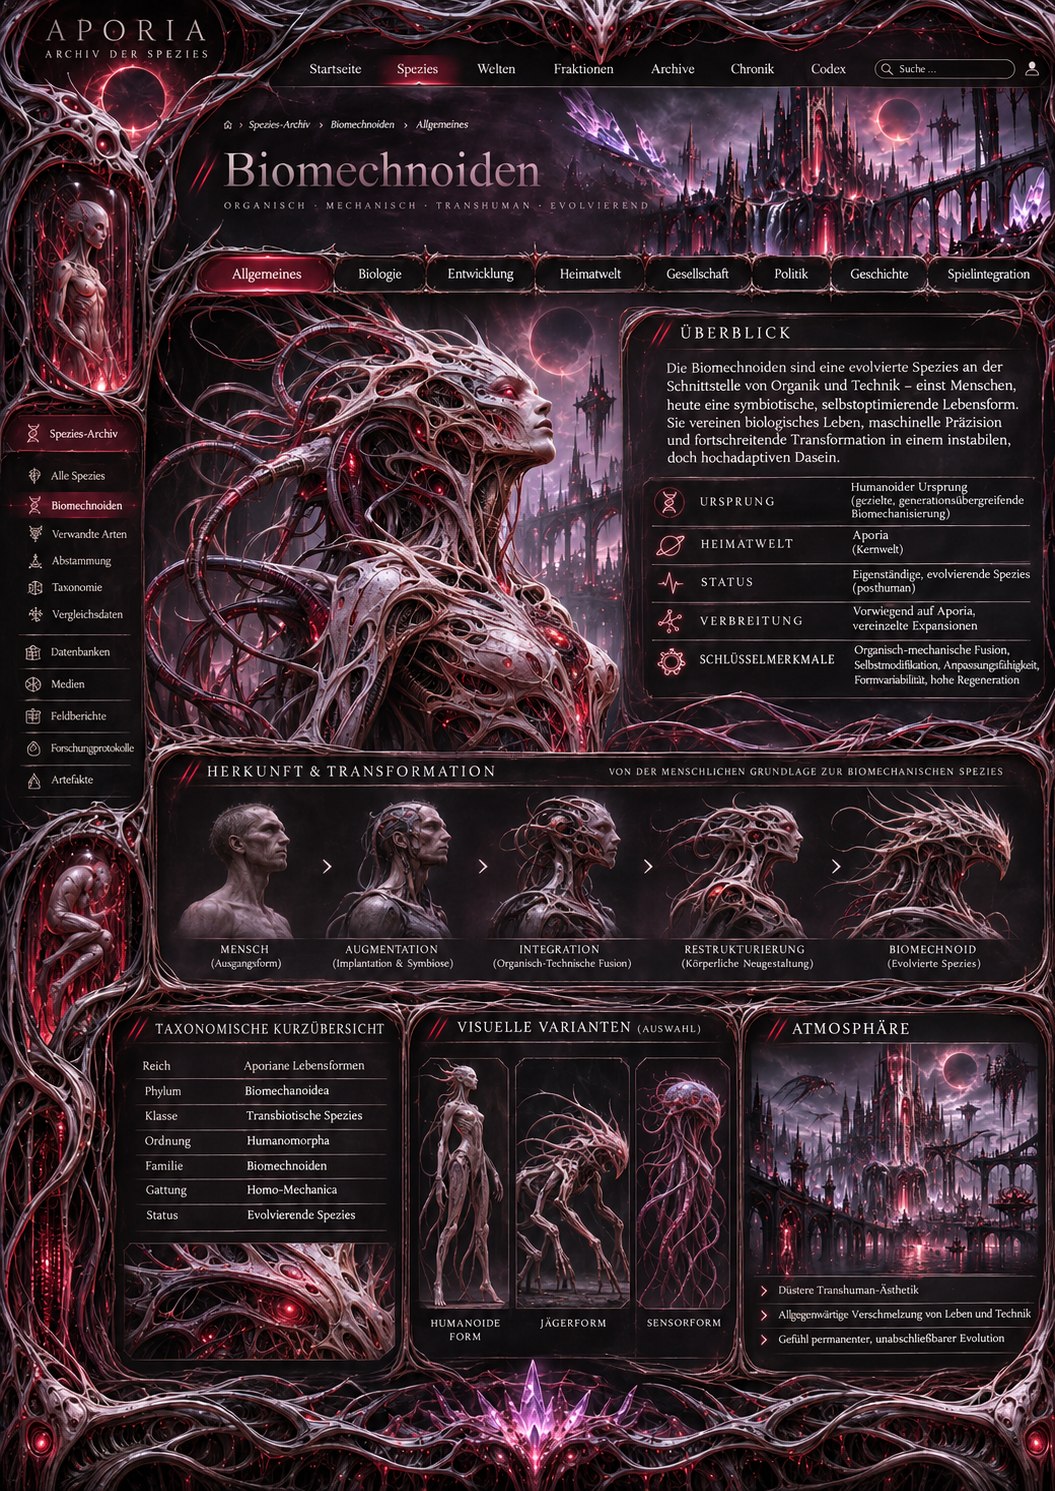 APORIA
ARCHIV DER SPEZIES
Startseite
Spezies
Welten
Fraktionen
Archive
Chronik
Codex
Suche ...
Spezies-Archiv › Biomechnoiden › Allgemeines
Biomechnoiden
ORGANISCH · MECHANISCH · TRANSHUMAN · EVOLVIEREND
Allgemeines
Biologie
Entwicklung
Heimatwelt
Gesellschaft
Politik
Geschichte
Spielintegration
Spezies-Archiv
Alle Spezies
Biomechnoiden
Verwandte Arten
Abstammung
Taxonomie
Vergleichsdaten
Datenbanken
Medien
Feldberichte
Forschungprotokolle
Artefakte
ÜBERBLICK
Die Biomechnoiden sind eine evolvierte Spezies an der
Schnittstelle von Organik und Technik – einst Menschen,
heute eine symbiotische, selbstoptimierende Lebensform.
Sie vereinen biologisches Leben, maschinelle Präzision
und fortschreitende Transformation in einem instabilen,
doch hochadaptiven Dasein.
URSPRUNG
Humanoider Ursprung
(gezielte, generationsübergreifende
Biomechanisierung)
HEIMATWELT
Aporia
(Kernwelt)
STATUS
Eigenständige, evolvierende Spezies
(posthuman)
VERBREITUNG
Vorwiegend auf Aporia,
vereinzelte Expansionen
SCHLÜSSELMERKMALE
Organisch-mechanische Fusion,
Selbstmodifikation, Anpassungsfähigkeit,
Formvariabilität, hohe Regeneration
HERKUNFT & TRANSFORMATION
VON DER MENSCHLICHEN GRUNDLAGE ZUR BIOMECHANISCHEN SPEZIES
MENSCH
(Ausgangsform)
AUGMENTATION
(Implantation & Symbiose)
INTEGRATION
(Organisch-Technische Fusion)
RESTRUKTURIERUNG
(Körperliche Neugestaltung)
BIOMECHNOID
(Evolvierte Spezies)
TAXONOMISCHE KURZÜBERSICHT
Reich Aporiane Lebensformen
Phylum Biomechanoidea
Klasse Transbiotische Spezies
Ordnung Humanomorpha
Familie Biomechnoiden
Gattung Homo-Mechanica
Status Evolvierende Spezies
VISUELLE VARIANTEN (AUSWAHL)
HUMANOIDE
FORM
JÄGERFORM
SENSORFORM
ATMOSPHÄRE
Düstere Transhuman-Ästhetik
Allgegenwärtige Verschmelzung von Leben und Technik
Gefühl permanenter, unabschließbarer Evolution